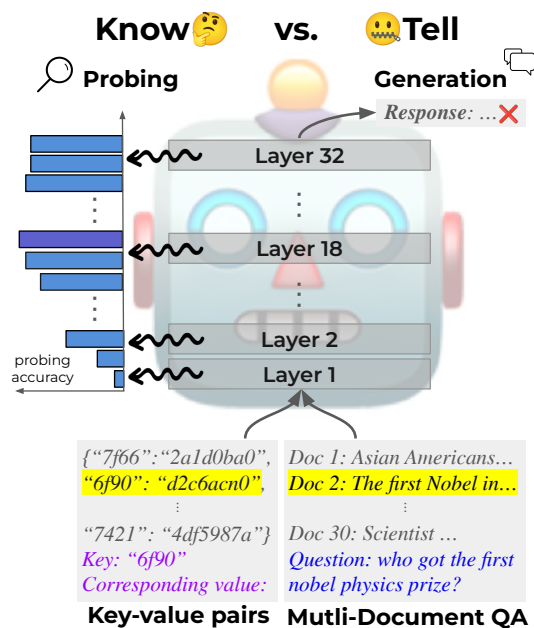 Know🤔 vs. 🤐Tell
Probing
Generation
Response: ...❌
Layer 32
Layer 18
Layer 2
Layer 1
probing
accuracy
{“7f66”:“2a1d0ba0”,
“6f90”: “d2c6acn0”,
⋮
“7421”: “4df5987a”}
Key: “6f90”
Corresponding value:
Key-value pairs
Doc 1: Asian Americans...
Doc 2: The first Nobel in...
⋮
Doc 30: Scientist ...
Question: who got the first
nobel physics prize?
Mutli-Document QA